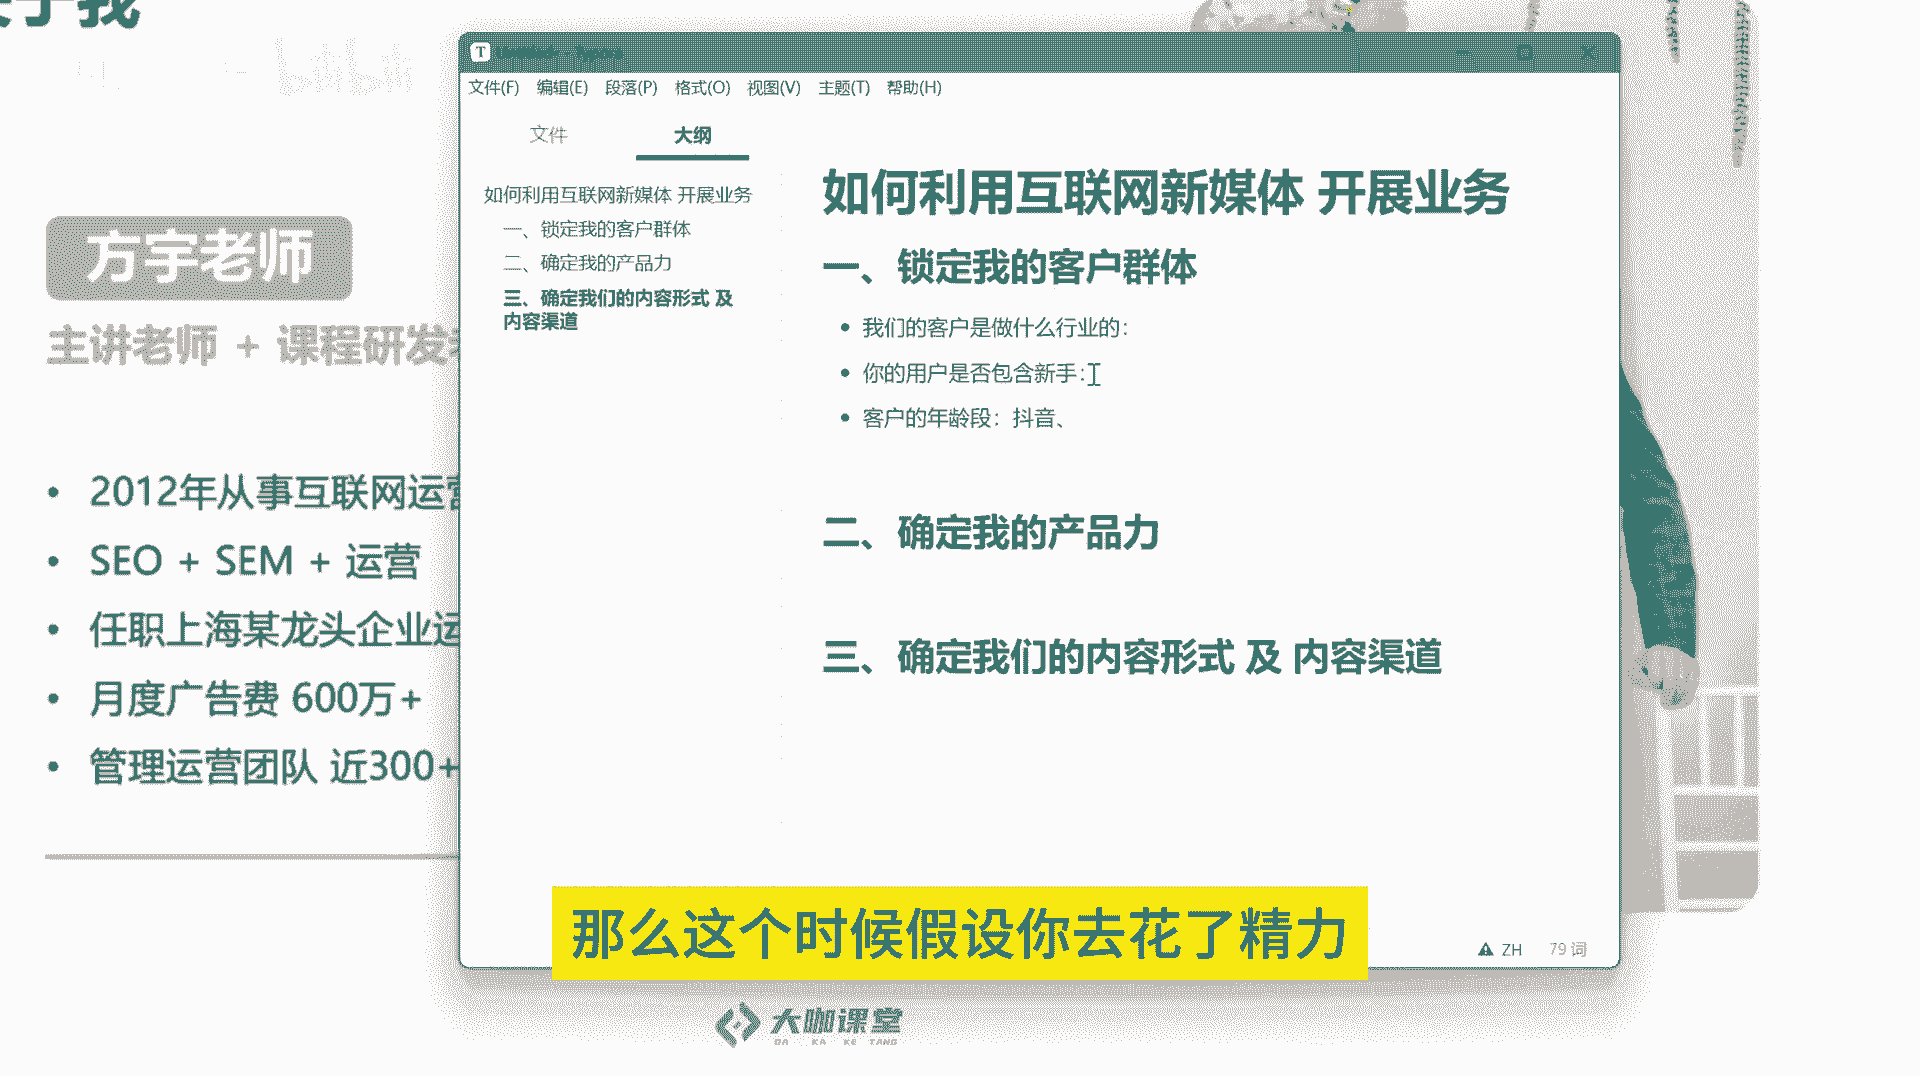 关于我
bilibili
方宇老师
主讲老师 + 课程研发
2012年从事互联网运营
SEO + SEM + 运营
任职上海某龙头企业运
月度广告费 600万+
管理运营团队 近300+
T
文件(F) 编辑(E) 段落(P) 格式(O) 视图(V) 主题(T) 帮助(H)
文件 大纲
如何利用互联网新媒体 开展业务
一、锁定我的客户群体
二、确定我的产品力
三、确定我们的内容形式 及
内容渠道
如何利用互联网新媒体 开展业务
一、锁定我的客户群体
我们的客户是做什么行业的：
你的用户是否包含新手：
客户的年龄段：抖音、
二、确定我的产品力
三、确定我们的内容形式 及 内容渠道
ZH 79 词
那么这个时候假设你去花了精力
大咖课堂
DA KA KE TANG